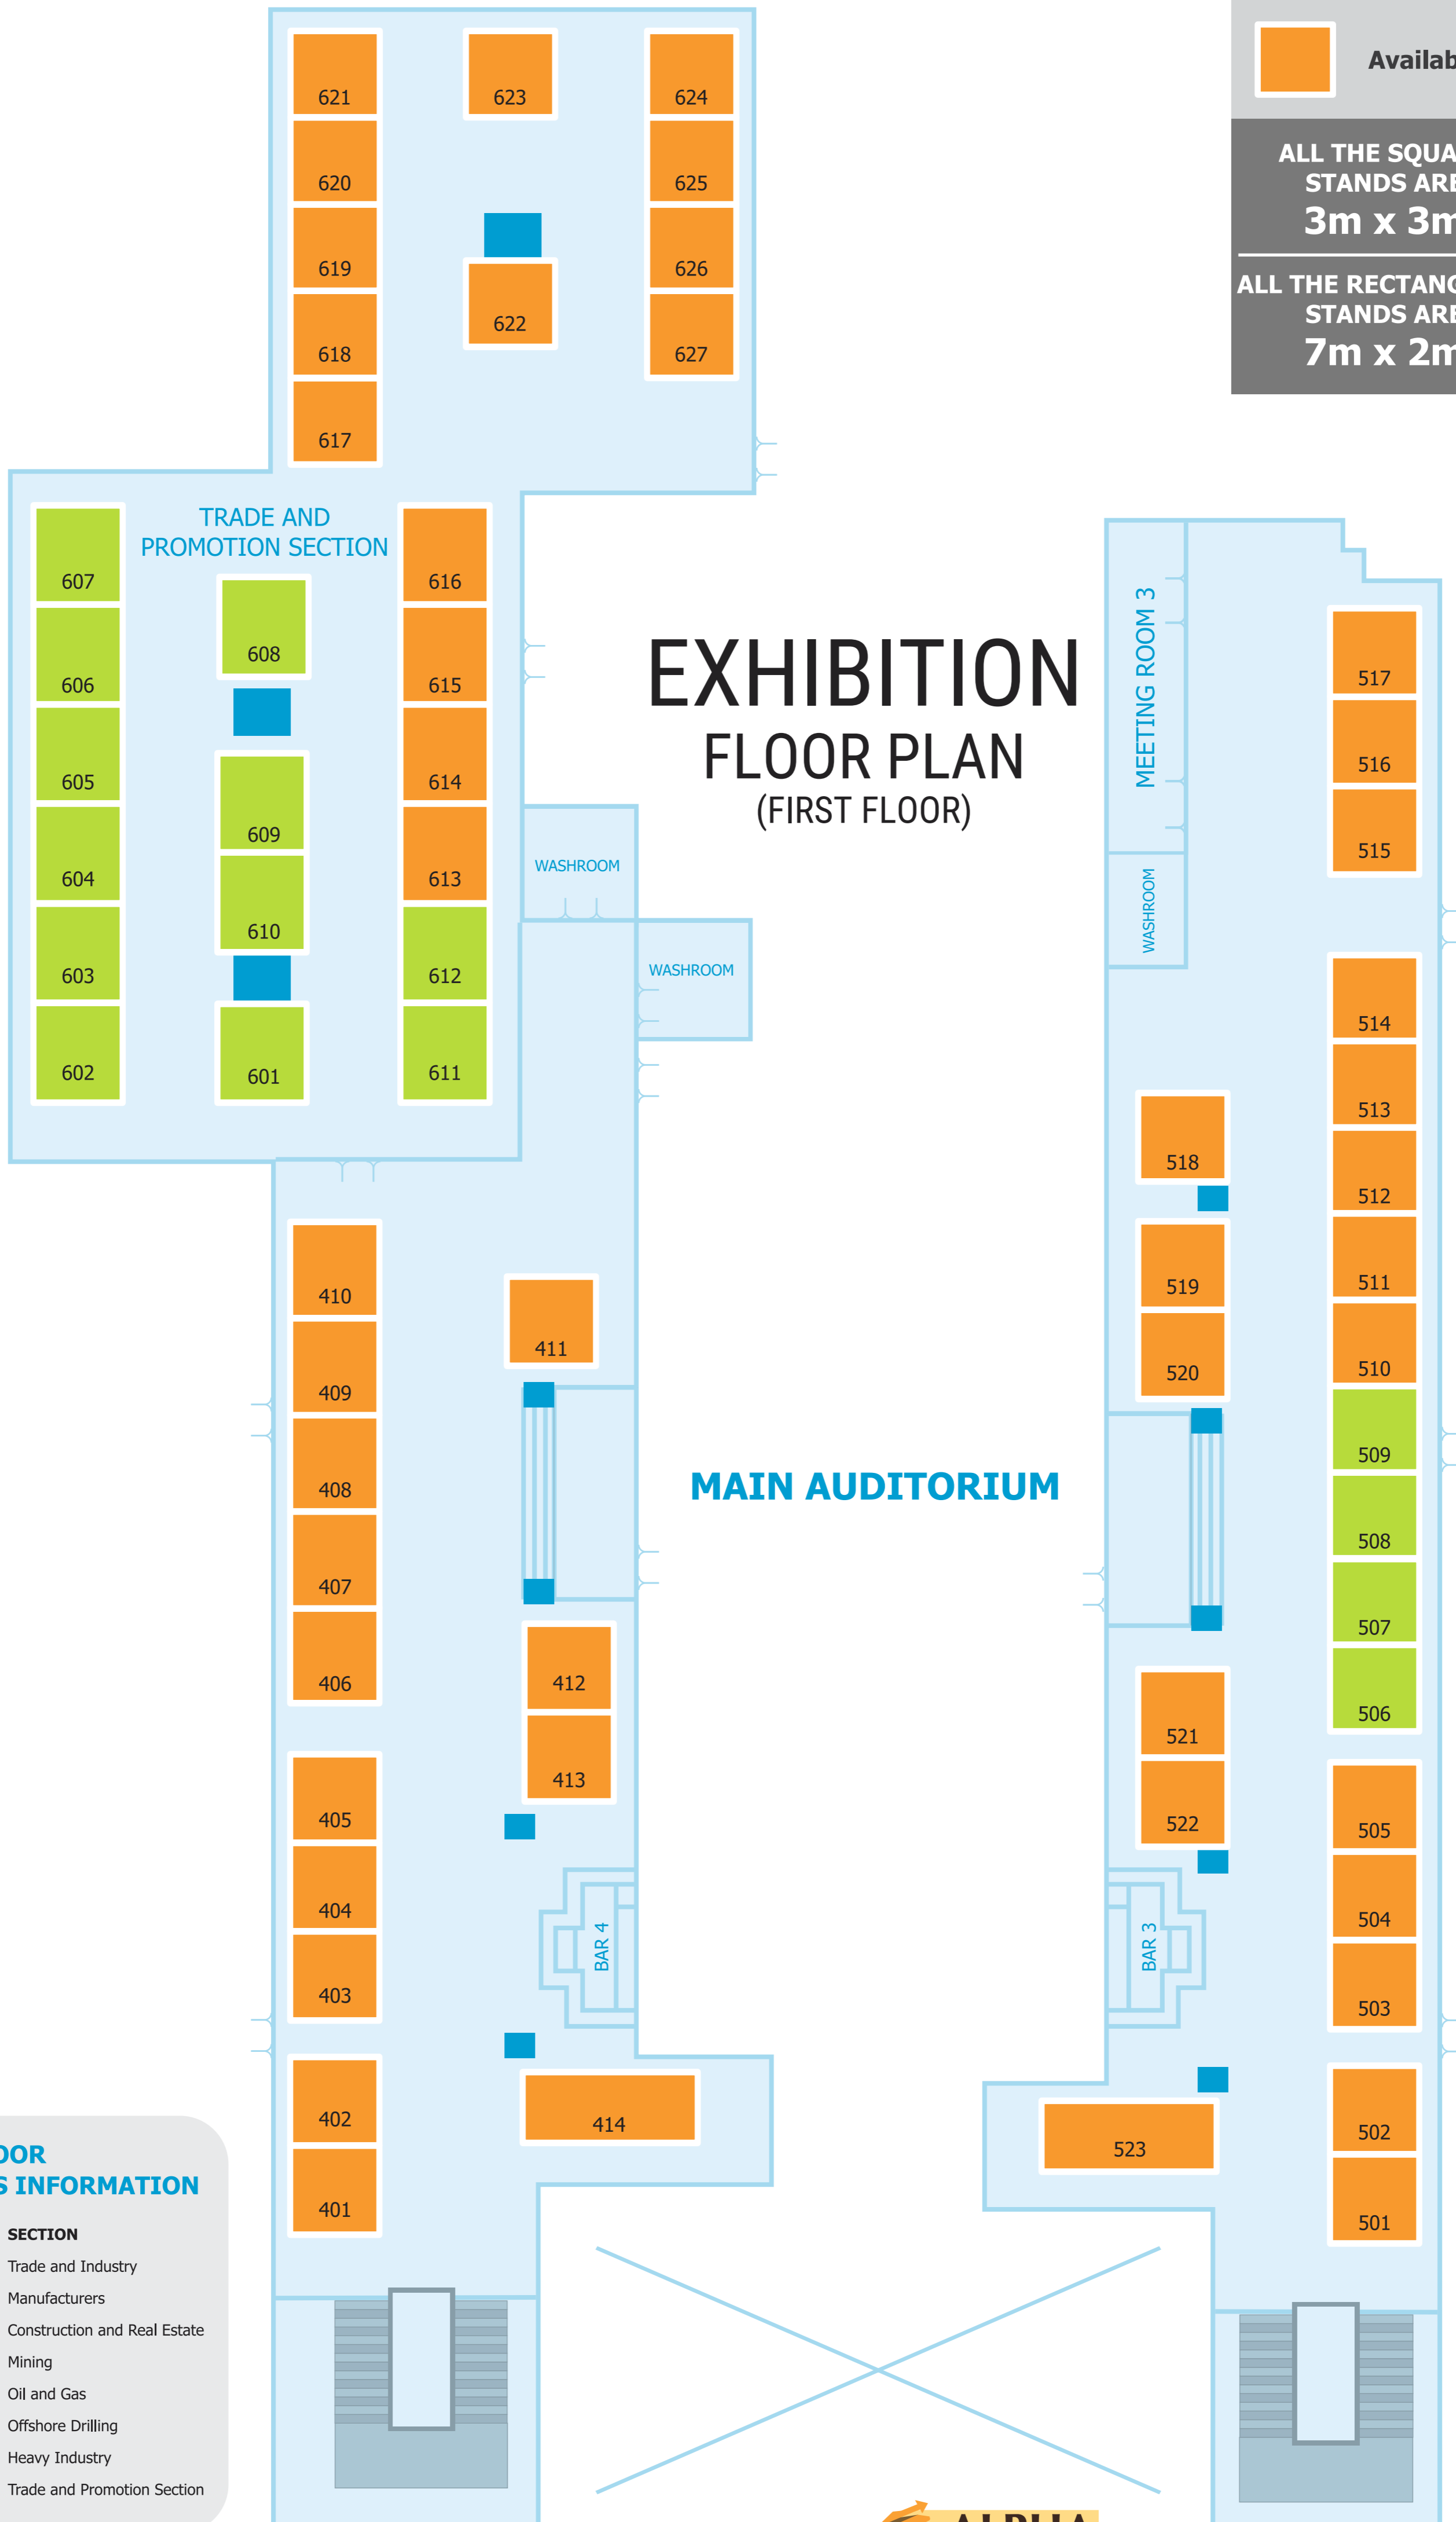 Availab
ALL THE SQUA
STANDS ARE
3m x 3m
ALL THE RECTANG
STANDS ARE
7m x 2m
621
623
624
620
625
619
626
622
618
627
617
TRADE AND
PROMOTION SECTION
607
616
608
606
615
605
614
609
604
613
610
603
612
602
601
611
EXHIBITION
FLOOR PLAN
(FIRST FLOOR)
WASHROOM
WASHROOM
MEETING ROOM 3
WASHROOM
517
516
515
514
513
518
512
519
511
520
510
509
508
507
506
521
522
505
504
503
502
523
501
MAIN AUDITORIUM
410
411
409
408
407
406
412
413
405
404
403
BAR 4
BAR 3
402
414
401
OOR
S INFORMATION
SECTION
Trade and Industry
Manufacturers
Construction and Real Estate
Mining
Oil and Gas
Offshore Drilling
Heavy Industry
Trade and Promotion Section
ALPHA